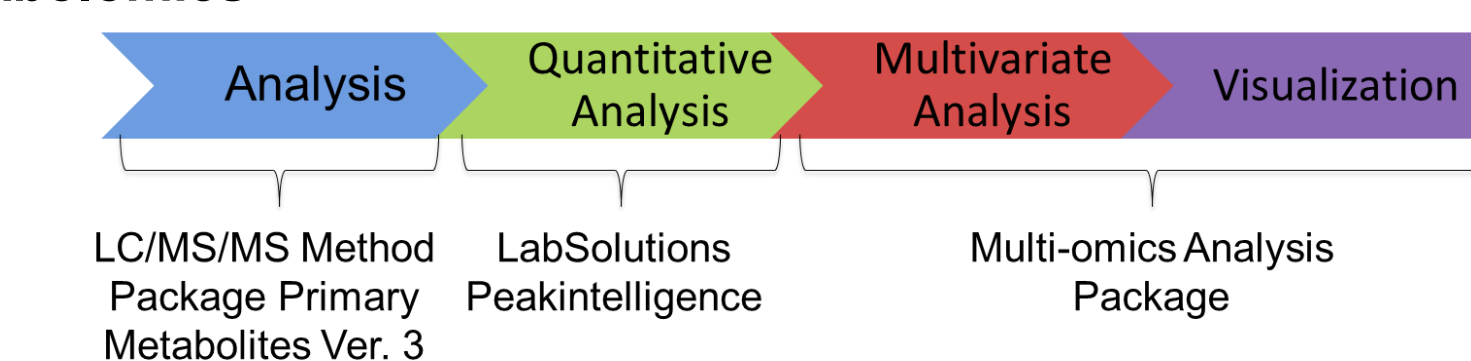 Analysis
Quantitative
Analysis
Multivariate
Analysis
Visualization
LC/MS/MS Method
Package Primary
Metabolites Ver. 3
LabSolutions
Peakintelligence
Multi-omics Analysis
Package